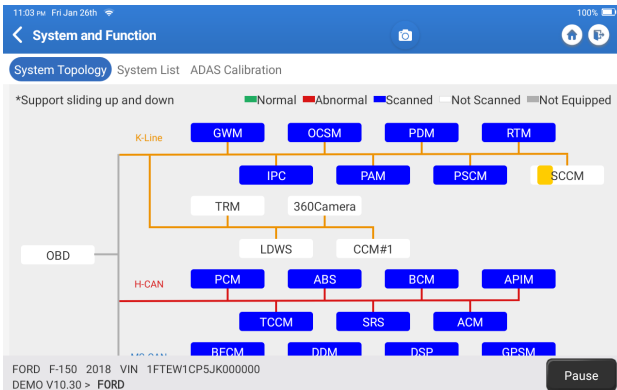 11:03 PM Fri Jan 26th 100%
System and Function
System Topology System List ADAS Calibration
*Support sliding up and down Normal Abnormal Scanned Not Scanned Not Equipped
K-Line GWM OCSM PDM RTM
IPC PAM PSCM SCCM
TRM 360Camera
OBD LDWS CCM#1
H-CAN PCM ABS BCM APIM
TCCM SRS ACM
MS-CAN BECM DDM DSP GPSM
FORD F-150 2018 VIN 1FTEW1CP5JK000000
DEMO V10.30 > FORD
Pause